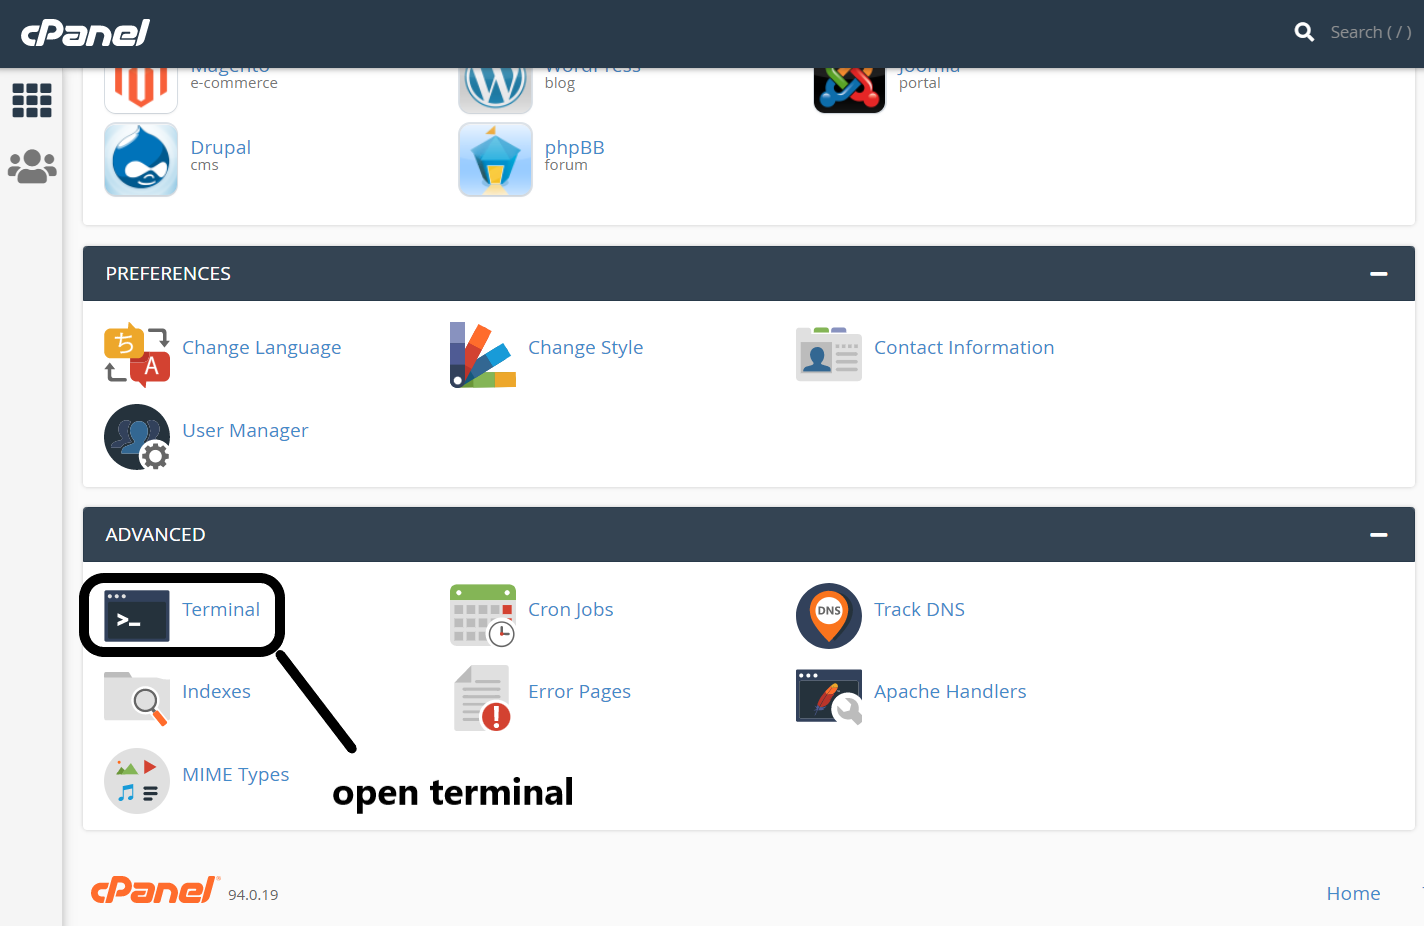 cPanel
Search ( / )
Magento
e-commerce
WordPress
blog
Joomla
portal
Drupal
cms
phpBB
forum
PREFERENCES
ち
A
Change Language
Change Style
Contact Information
User Manager
ADVANCED
>_
Terminal
Cron Jobs
DNS
Track DNS
Indexes
Error Pages
Apache Handlers
MIME Types
open terminal
cPanel® 94.0.19
Home